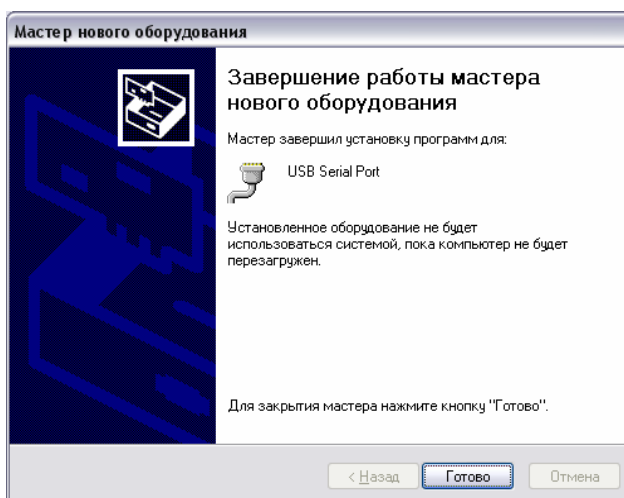 Мастер нового оборудования
Завершение работы мастера
нового оборудования
Мастер завершил установку программ для:
USB Serial Port
Установленное оборудование не будет
использоваться системой, пока компьютер не будет
перезагружен.
Для закрытия мастера нажмите кнопку "Готово".
< Назад Готово Отмена